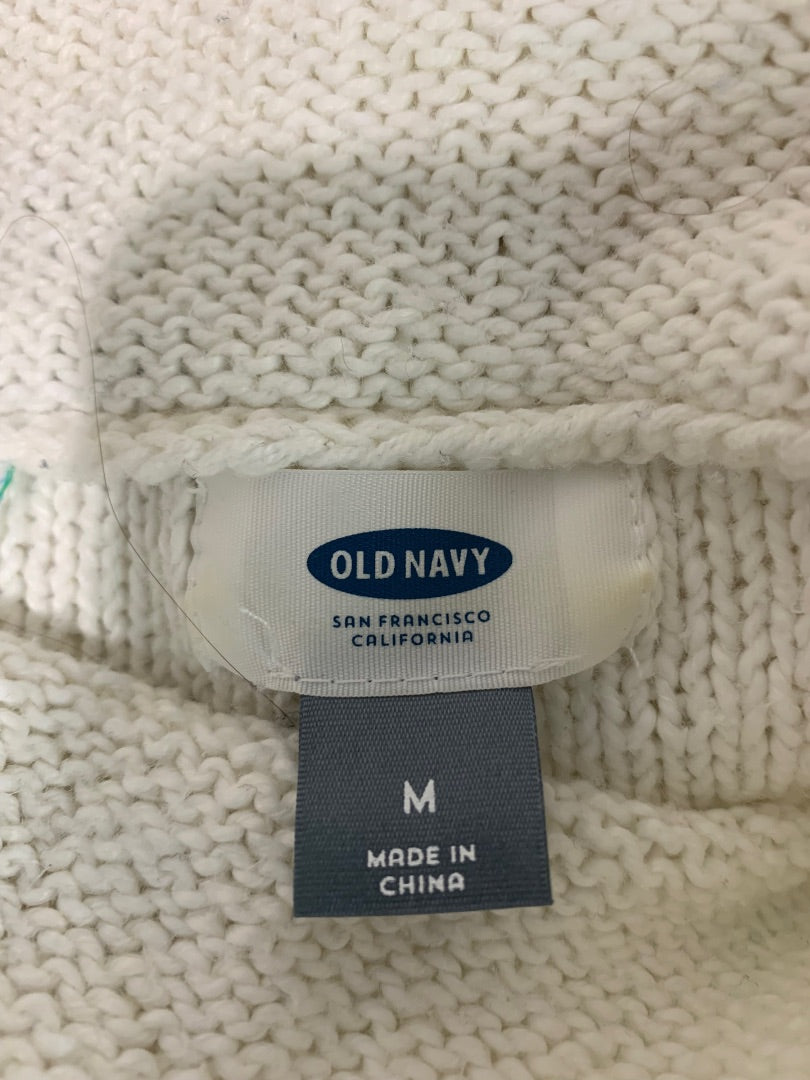 OLD NAVY
SAN FRANCISCO
CALIFORNIA
M
MADE IN
CHINA